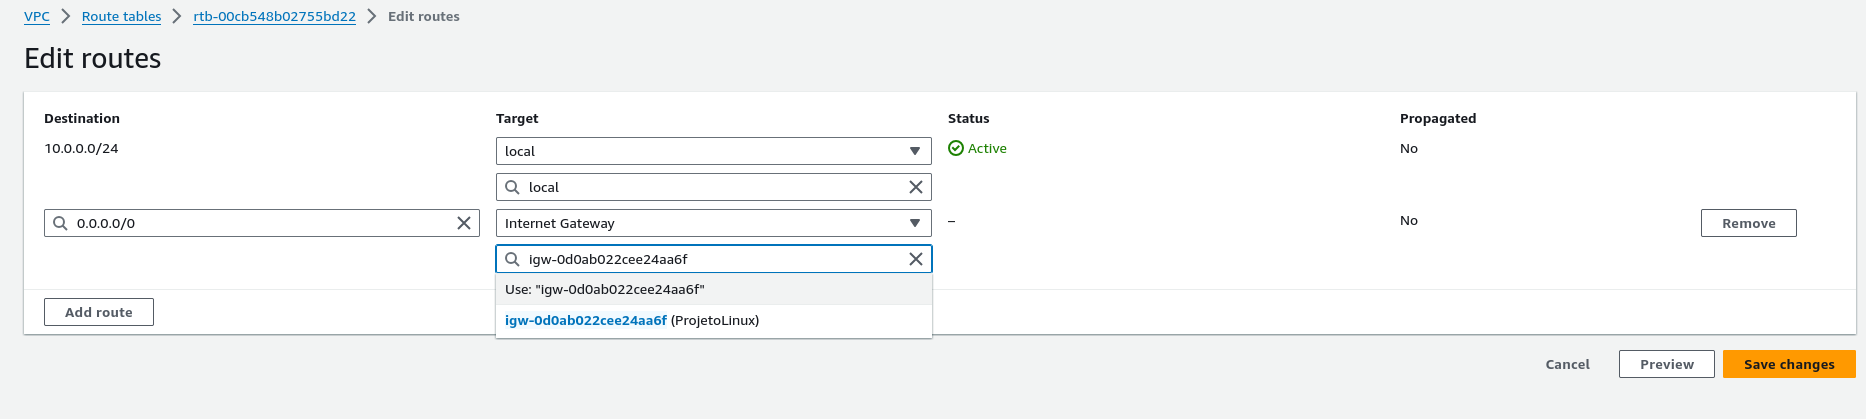 VPC > Route tables > rtb-00cb548b02755bd22 > Edit routes
Edit routes
Destination Target Status Propagated
10.0.0.0/24 local Active No
local
0.0.0.0/0 Internet Gateway – No Remove
igw-0d0ab022cee24aa6f
Use: "igw-0d0ab022cee24aa6f"
igw-0d0ab022cee24aa6f (ProjetoLinux)
Add route
Cancel Preview Save changes